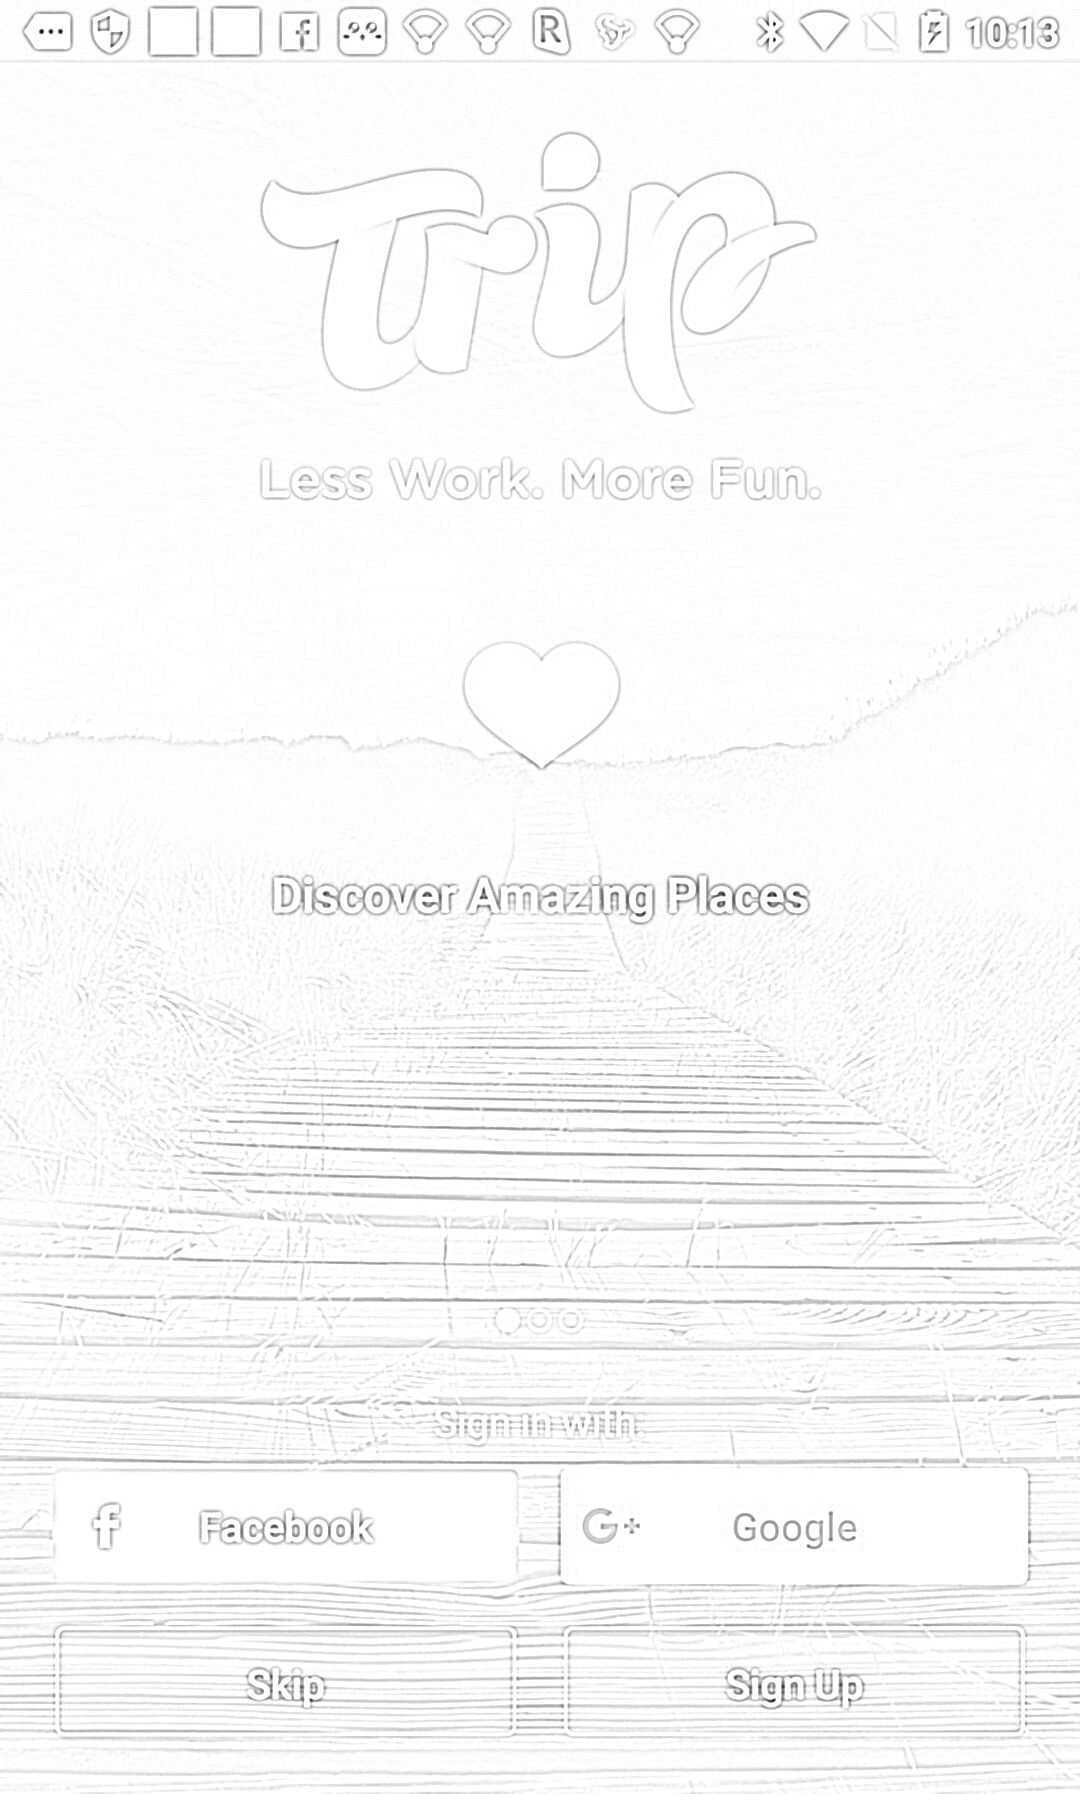 10:13
Trip
Less Work. More Fun.
Discover Amazing Places
Sign in with:
Facebook
G+ Google
Skip
Sign Up